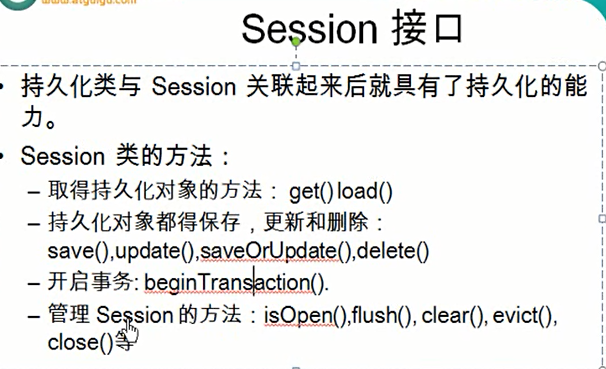 www.atguigu.com
Session 接口
• 持久化类与 Session 关联起来后就具有了持久化的能
力。
• Session 类的方法：
– 取得持久化对象的方法： get() load()
– 持久化对象都得保存，更新和删除：
save(),update(),saveOrUpdate(),delete()
– 开启事务: beginTransaction().
– 管理 Session 的方法：isOpen(),flush(), clear(), evict(),
close()等